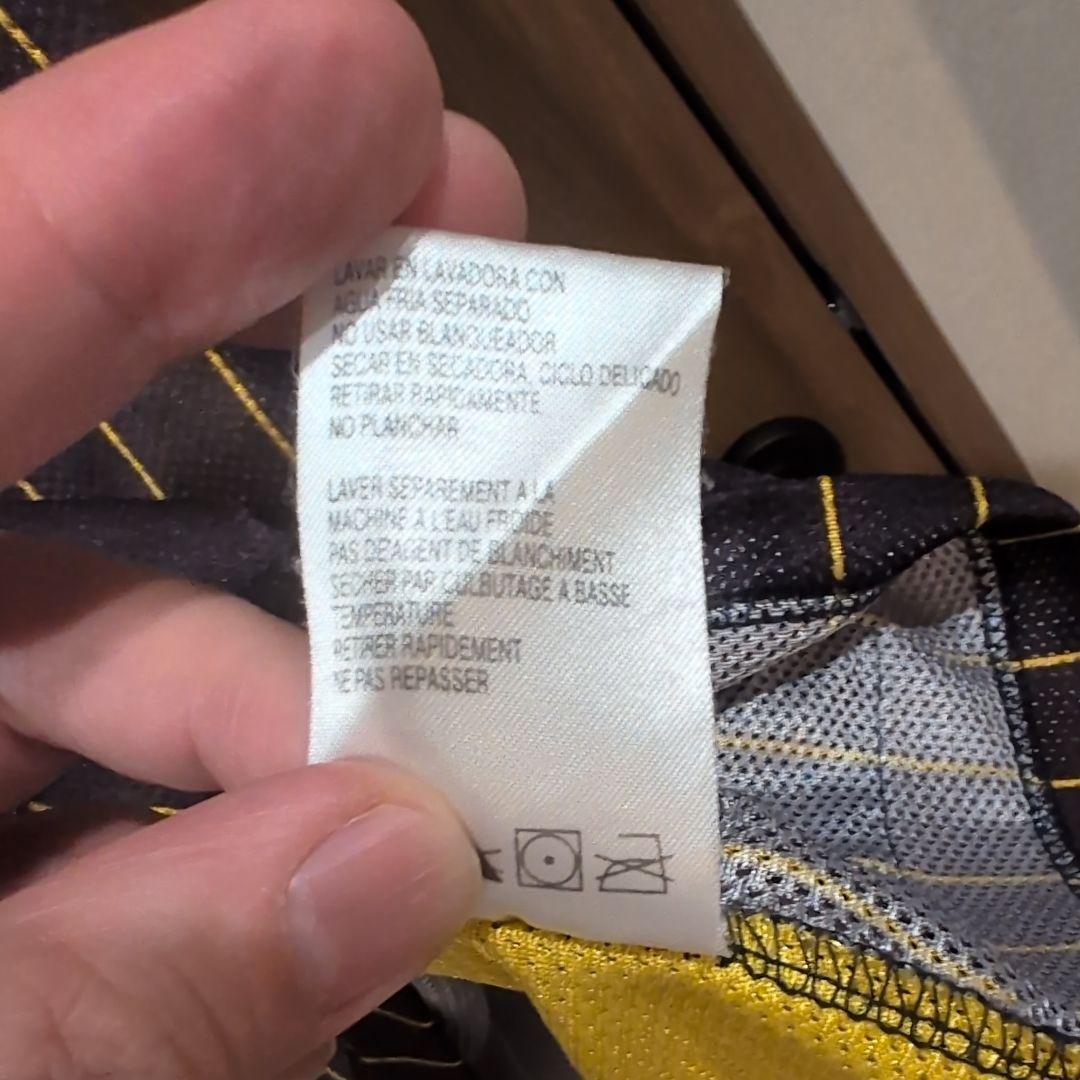 LAVAR EN LAVADORA CON
AGUA FRIA SEPARADO
NO USAR BLANQUEADOR
SECAR EN SECADORA, CICLO DELICADO
RETIRAR RAPIDAMENTE
NO PLANCHAR
LAVER SEPAREMENT A LA
MACHINE A L'EAU FROIDE
PAS DEAGENT DE BLANCHIMENT
SECHER PAR CULBUTAGE A BASSE
TEMPERATURE
RETIRER RAPIDEMENT
NE PAS REPASSER